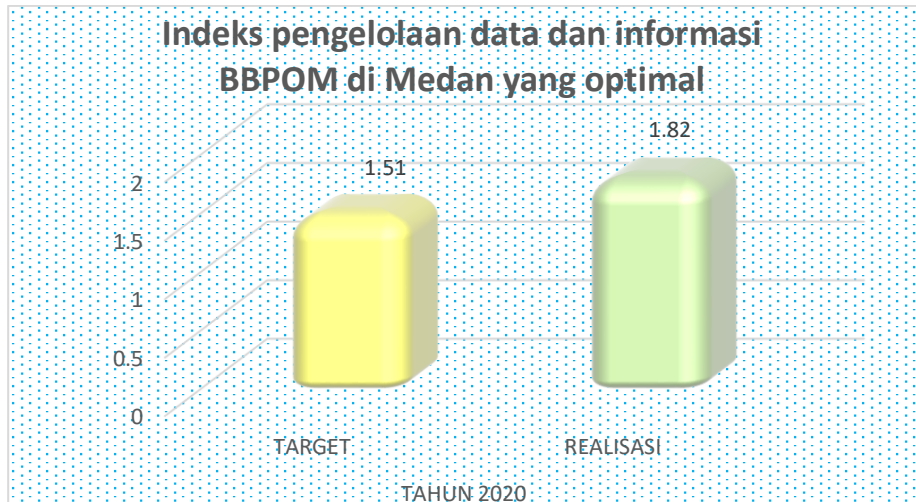 Indeks pengelolaan data dan informasi
BBPOM di Medan yang optimal
1.82
1.51
2
1.5
1
0.5
0
TARGET
REALISASI
TAHUN 2020